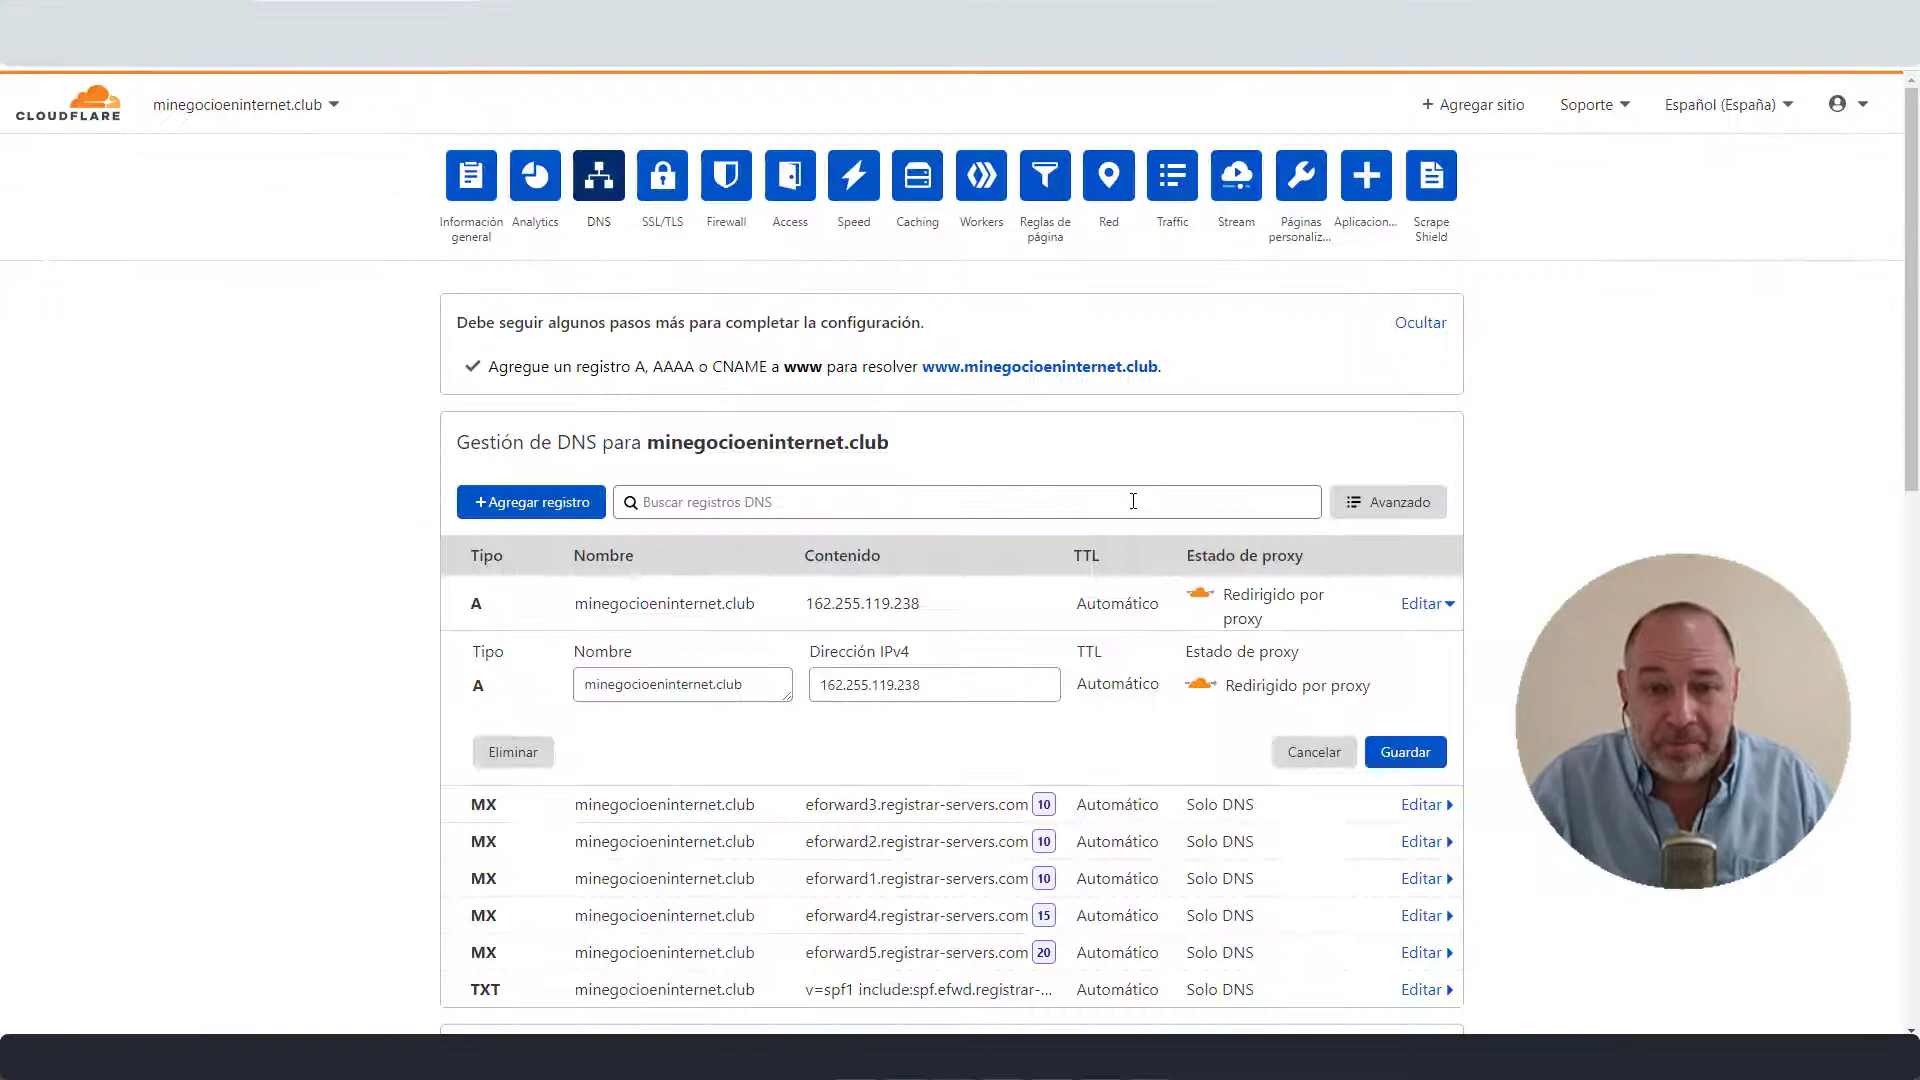 CLOUDFLARE
minegocioeninternet.club
Agregar sitio
Soporte
Español (España)
Información general
Analytics
DNS
SSL/TLS
Firewall
Access
Speed
Caching
Workers
Reglas de página
Red
Traffic
Stream
Páginas personaliz...
Aplicacion...
Scrape Shield
Debe seguir algunos pasos más para completar la configuración.
Ocultar
Agregue un registro A, AAAA o CNAME a www para resolver www.minegocioeninternet.club.
Gestión de DNS para minegocioeninternet.club
+Agregar registro
Buscar registros DNS
Avanzado
Tipo Nombre Contenido TTL Estado de proxy
A minegocioeninternet.club 162.255.119.238 Automático Redirigido por proxy Editar
Tipo Nombre Dirección IPv4 TTL Estado de proxy
A minegocioeninternet.club 162.255.119.238 Automático Redirigido por proxy
Eliminar Cancelar Guardar
MX minegocioeninternet.club eforward3.registrar-servers.com 10 Automático Solo DNS Editar
MX minegocioeninternet.club eforward2.registrar-servers.com 10 Automático Solo DNS Editar
MX minegocioeninternet.club eforward1.registrar-servers.com 10 Automático Solo DNS Editar
MX minegocioeninternet.club eforward4.registrar-servers.com 15 Automático Solo DNS Editar
MX minegocioeninternet.club eforward5.registrar-servers.com 20 Automático Solo DNS Editar
TXT minegocioeninternet.club v=spf1 include:spf.efwd.registrar-... Automático Solo DNS Editar